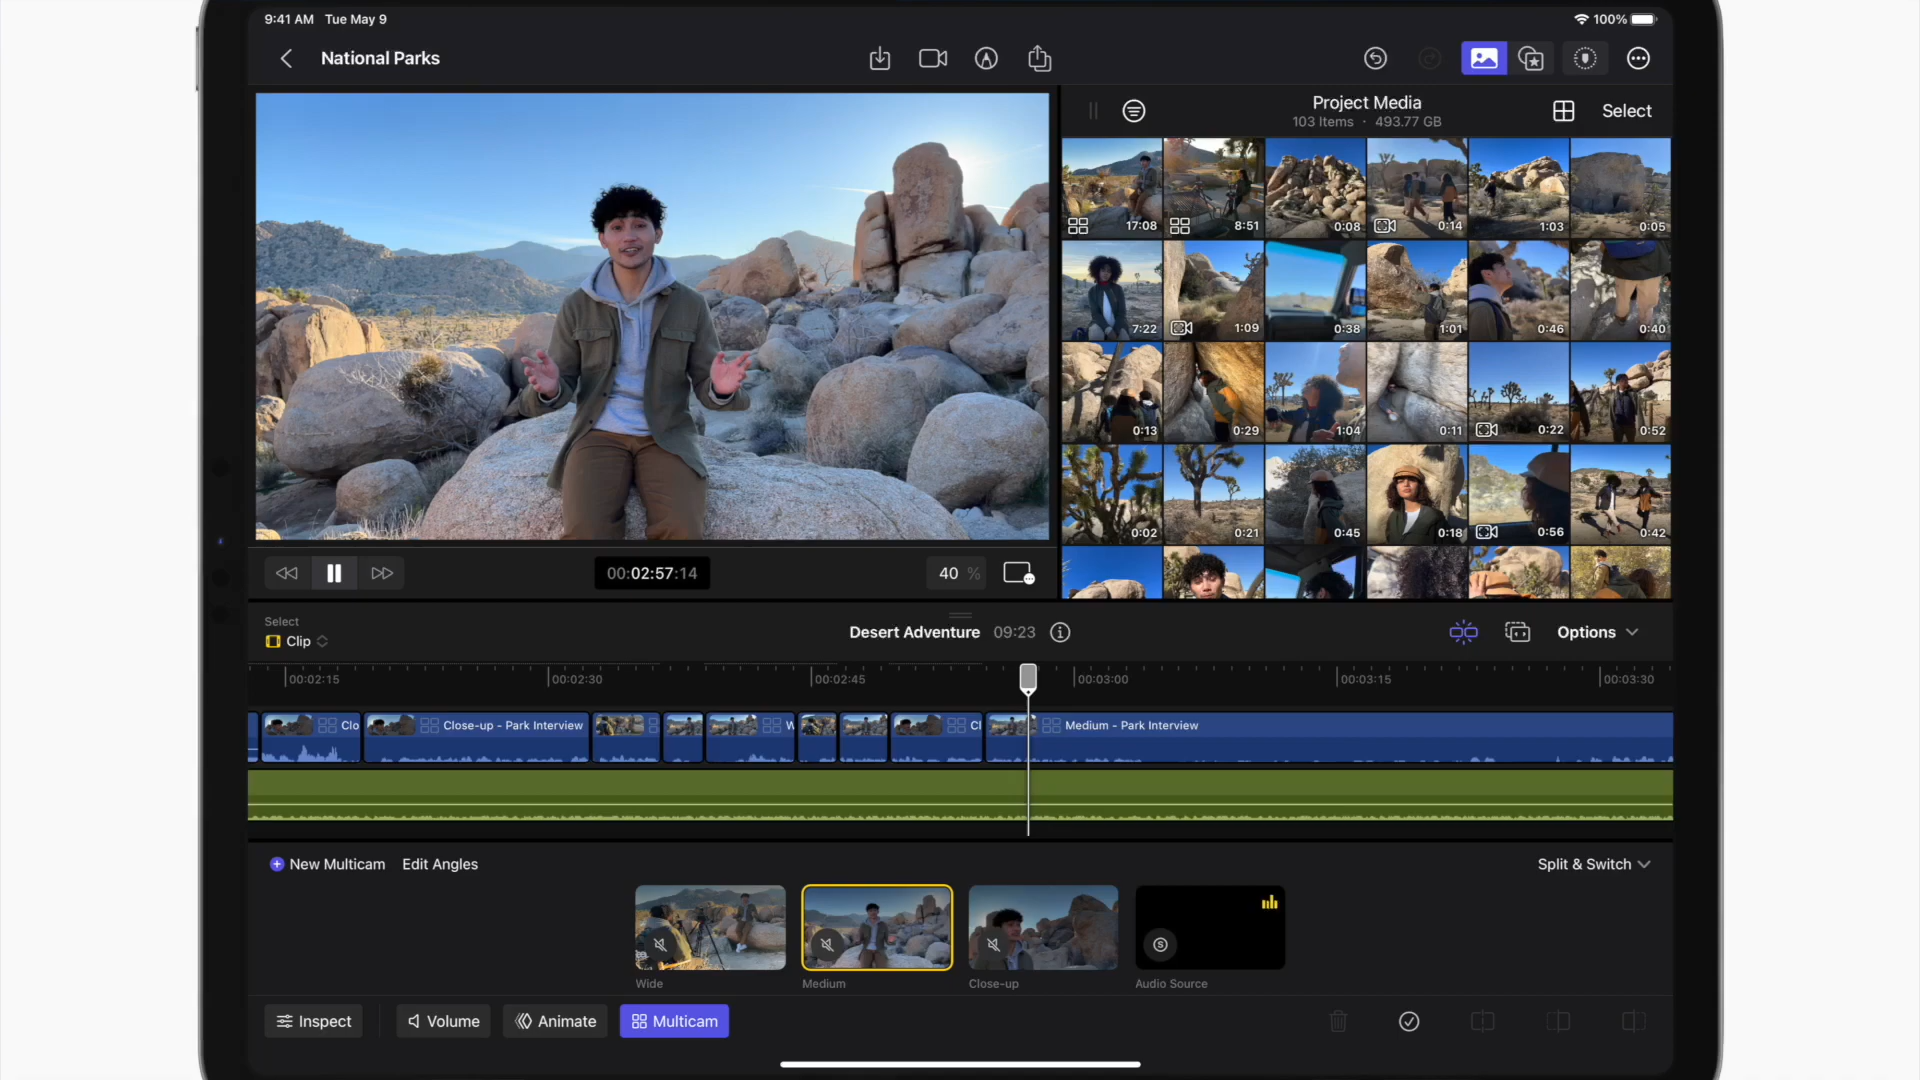 9:41 AM Tue May 9
100%
National Parks
Project Media
103 Items · 493.77 GB
Select
17:08
8:51
0:08
0:14
1:03
0:05
7:22
1:09
0:38
1:01
0:46
0:40
0:13
0:29
1:04
0:11
0:22
0:52
0:02
0:21
0:45
0:18
0:56
0:42
00:02:57:14
40 %
Select
Clip
Desert Adventure 09:23
Options
00:02:15
00:02:30
00:02:45
00:03:00
00:03:15
00:03:30
Clo
Close-up - Park Interview
W
Cl
Medium - Park Interview
New Multicam
Edit Angles
Split & Switch
Wide
Medium
Close-up
S
Audio Source
Inspect
Volume
Animate
Multicam